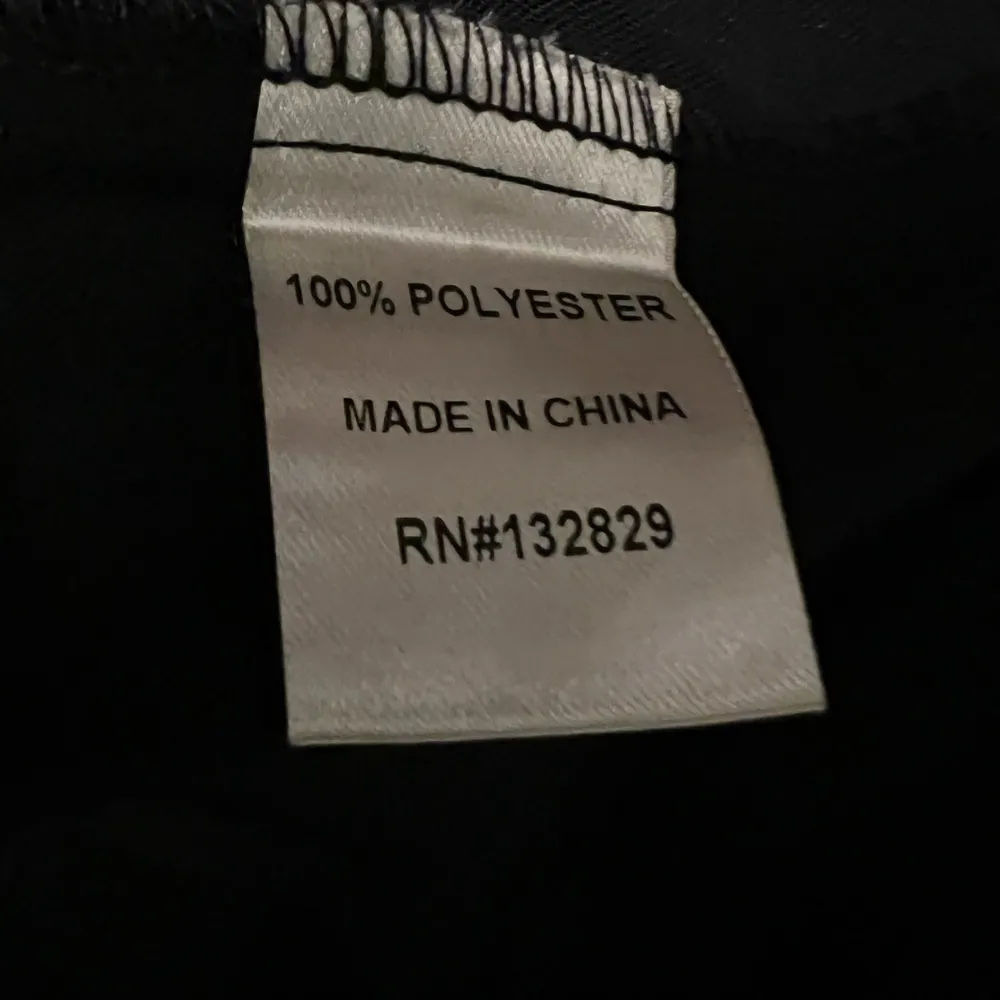 100% POLYESTER
MADE IN CHINA
RN#132829